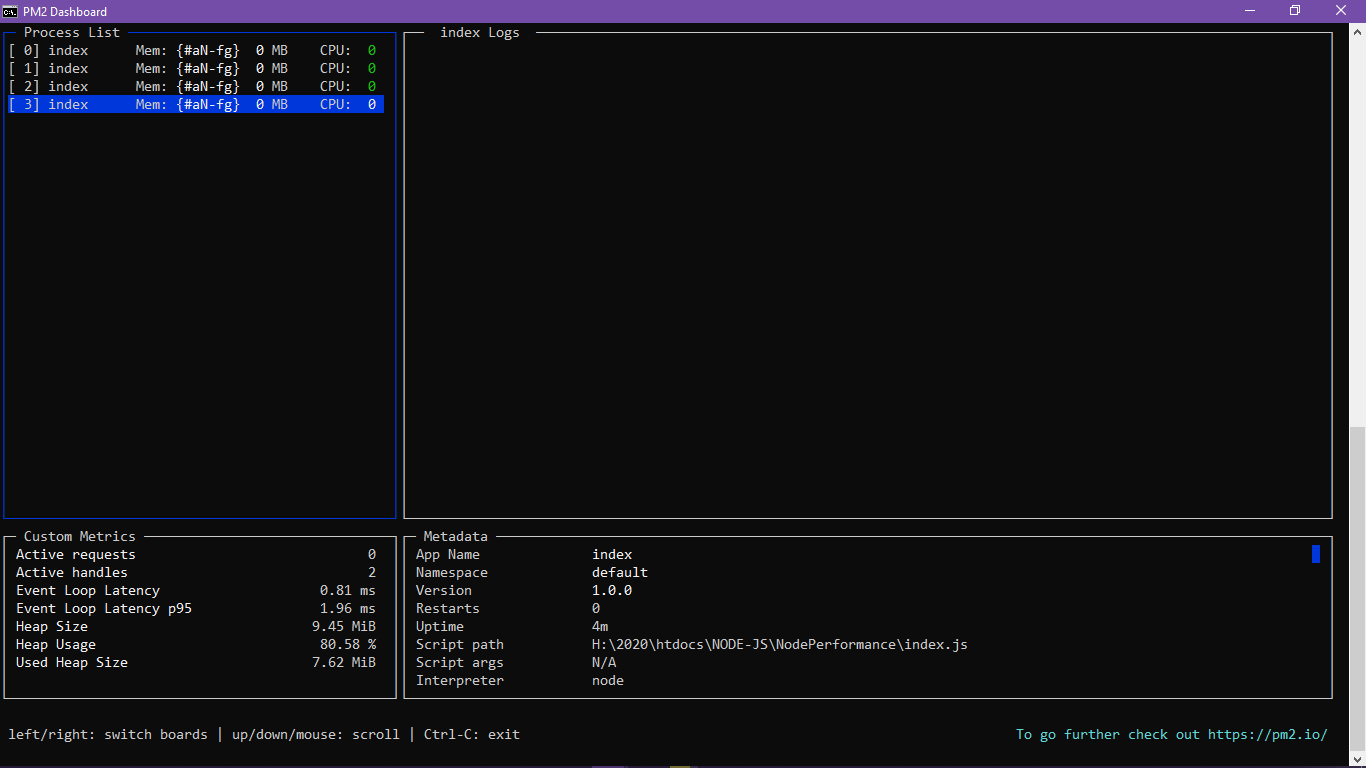 PM2 Dashboard
Process List
[ 0] index Mem: {#aN-fg} 0 MB CPU: 0
[ 1] index Mem: {#aN-fg} 0 MB CPU: 0
[ 2] index Mem: {#aN-fg} 0 MB CPU: 0
[ 3] index Mem: {#aN-fg} 0 MB CPU: 0
index Logs
Custom Metrics
Active requests 0
Active handles 2
Event Loop Latency 0.81 ms
Event Loop Latency p95 1.96 ms
Heap Size 9.45 MiB
Heap Usage 80.58 %
Used Heap Size 7.62 MiB
Metadata
App Name index
Namespace default
Version 1.0.0
Restarts 0
Uptime 4m
Script path H:\2020\htdocs\NODE-JS\NodePerformance\index.js
Script args N/A
Interpreter node
left/right: switch boards | up/down/mouse: scroll | Ctrl-C: exit
To go further check out https://pm2.io/